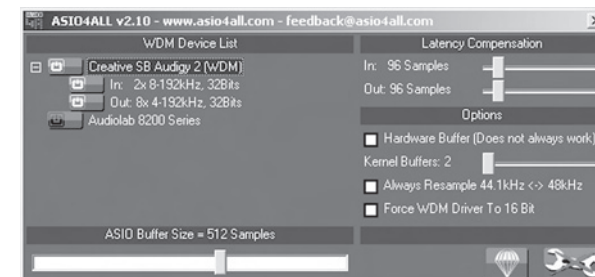 ASIO4ALL v2.10 - www.asio4all.com - feedback@asio4all.com
WDM Device List
Creative SB Audigy 2 (WDM)
In: 2x 8-192kHz, 32Bits
Out: 8x 4-192kHz, 32Bits
Audiolab 8200 Series
ASIO Buffer Size = 512 Samples
Latency Compensation
In: 96 Samples
Out: 96 Samples
Options
Hardware Buffer (Does not always work)
Kernel Buffers: 2
Always Resample 44.1kHz <-> 48kHz
Force WDM Driver To 16 Bit